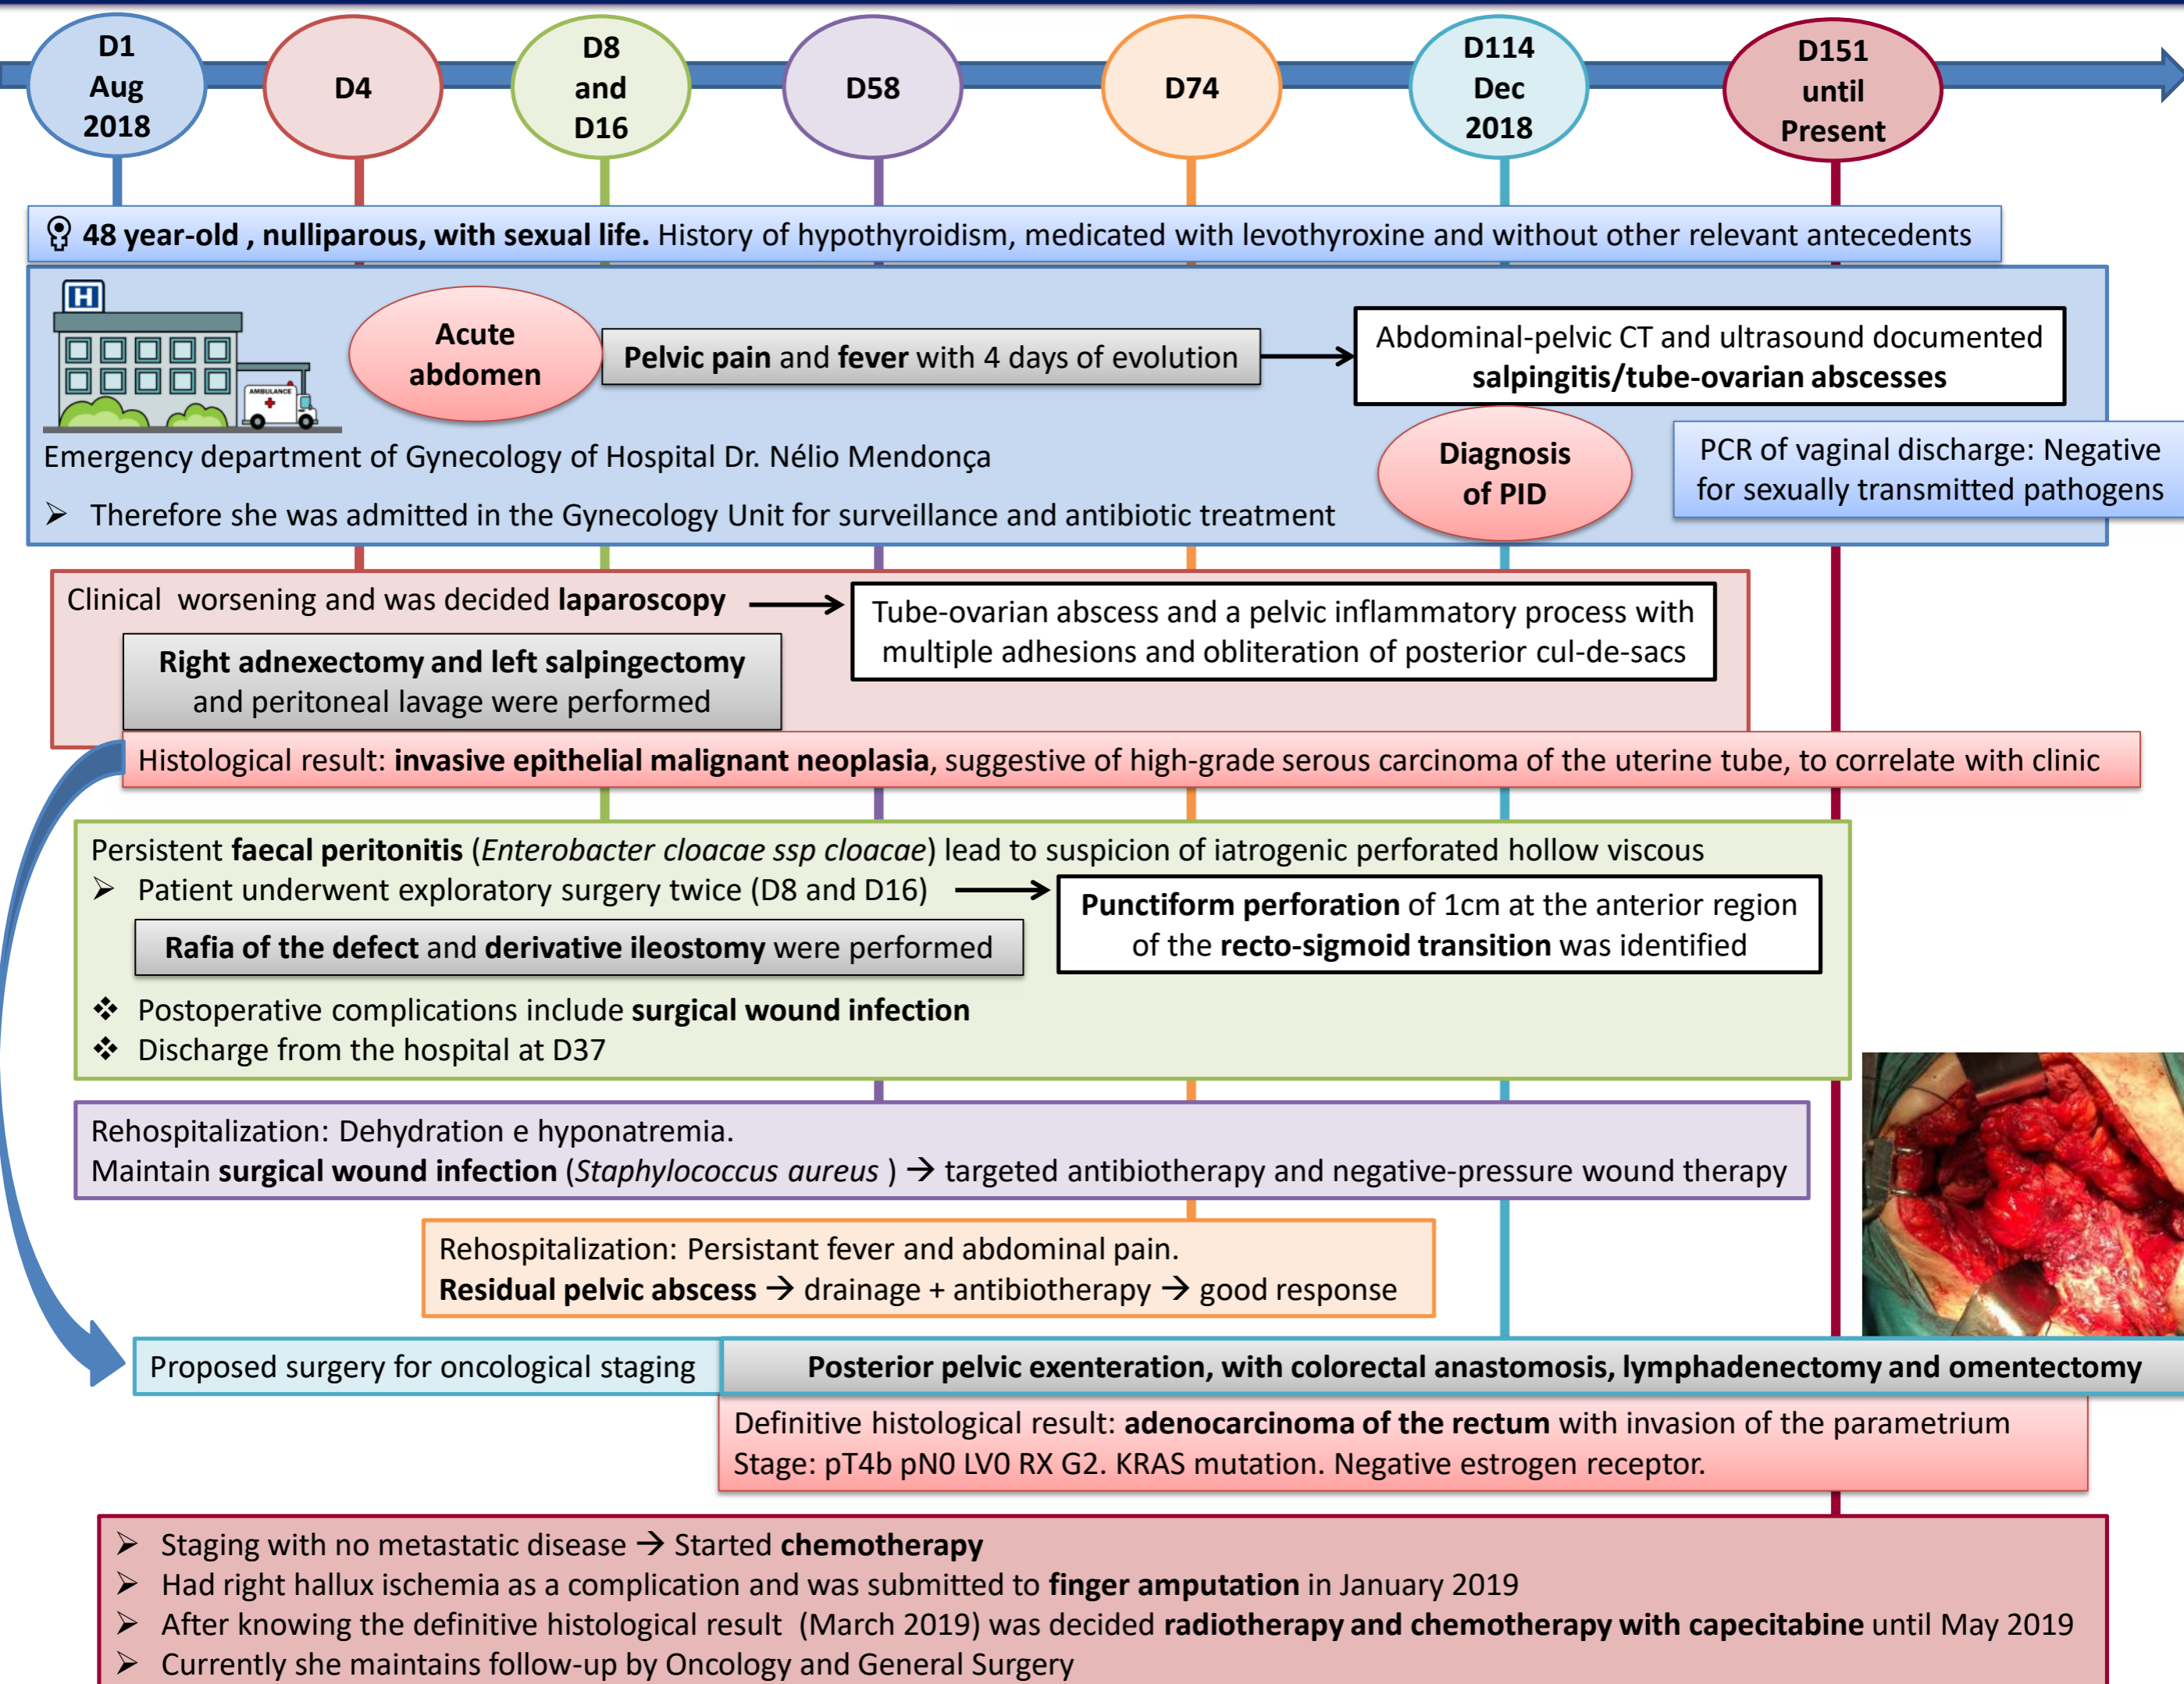 D1
Aug
2018
D4
D8
and
D16
D58
D74
D114
Dec
2018
D151
until
Present
48 year-old , nulliparous, with sexual life. History of hypothyroidism, medicated with levothyroxine and without other relevant antecedents
H
AMBULANCE
Acute
abdomen
Pelvic pain and fever with 4 days of evolution
Abdominal-pelvic CT and ultrasound documented
salpingitis/tube-ovarian abscesses
Emergency department of Gynecology of Hospital Dr. Nélio Mendonça
➢ Therefore she was admitted in the Gynecology Unit for surveillance and antibiotic treatment
Diagnosis
of PID
PCR of vaginal discharge: Negative
for sexually transmitted pathogens
Clinical worsening and was decided laparoscopy
Tube-ovarian abscess and a pelvic inflammatory process with
multiple adhesions and obliteration of posterior cul-de-sacs
Right adnexectomy and left salpingectomy
and peritoneal lavage were performed
Histological result: invasive epithelial malignant neoplasia, suggestive of high-grade serous carcinoma of the uterine tube, to correlate with clinic
Persistent faecal peritonitis (Enterobacter cloacae ssp cloacae) lead to suspicion of iatrogenic perforated hollow viscous
➢ Patient underwent exploratory surgery twice (D8 and D16)
Punctiform perforation of 1cm at the anterior region
of the recto-sigmoid transition was identified
Rafia of the defect and derivative ileostomy were performed
❖ Postoperative complications include surgical wound infection
❖ Discharge from the hospital at D37
Rehospitalization: Dehydration e hyponatremia.
Maintain surgical wound infection (Staphylococcus aureus ) → targeted antibiotherapy and negative-pressure wound therapy
Rehospitalization: Persistant fever and abdominal pain.
Residual pelvic abscess → drainage + antibiotherapy → good response
Proposed surgery for oncological staging
Posterior pelvic exenteration, with colorectal anastomosis, lymphadenectomy and omentectomy
Definitive histological result: adenocarcinoma of the rectum with invasion of the parametrium
Stage: pT4b pN0 LV0 RX G2. KRAS mutation. Negative estrogen receptor.
➢ Staging with no metastatic disease → Started chemotherapy
➢ Had right hallux ischemia as a complication and was submitted to finger amputation in January 2019
➢ After knowing the definitive histological result (March 2019) was decided radiotherapy and chemotherapy with capecitabine until May 2019
➢ Currently she maintains follow-up by Oncology and General Surgery